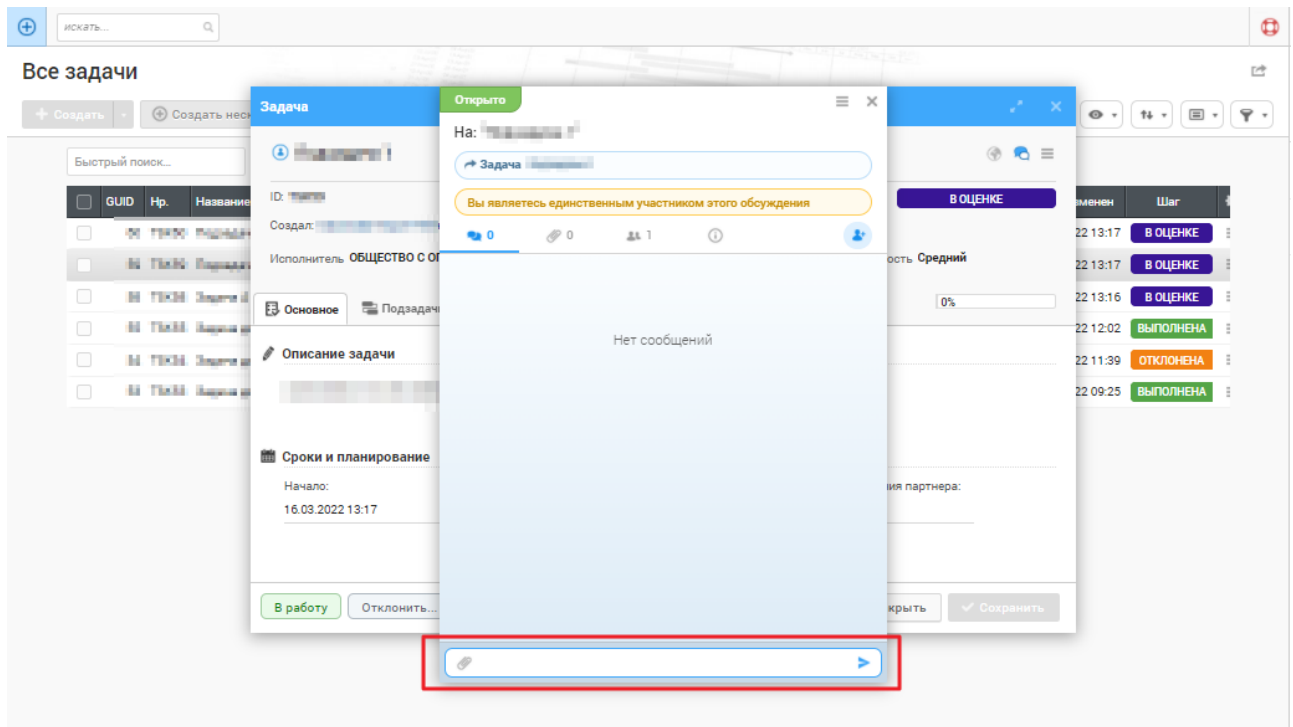 искать...
Все задачи
Создать
Создать неск
Быстрый поиск...
GUID Нр. Название
Задача
ID:
Создал:
Исполнитель ОБЩЕСТВО С ОГ
Основное Подзадач
Описание задачи
Сроки и планирование
Начало:
16.03.2022 13:17
В работу Отклонить...
Открыто
На:
Задача
Вы являетесь единственным участником этого обсуждения
0 0 1
Нет сообщений
В ОЦЕНКЕ
ость Средний
0%
ия партнера:
крыть Сохранить
менен Шаг
22 13:17 В ОЦЕНКЕ
22 13:17 В ОЦЕНКЕ
22 13:16 В ОЦЕНКЕ
22 12:02 ВЫПОЛНЕНА
22 11:39 ОТКЛОНЕНА
22 09:25 ВЫПОЛНЕНА